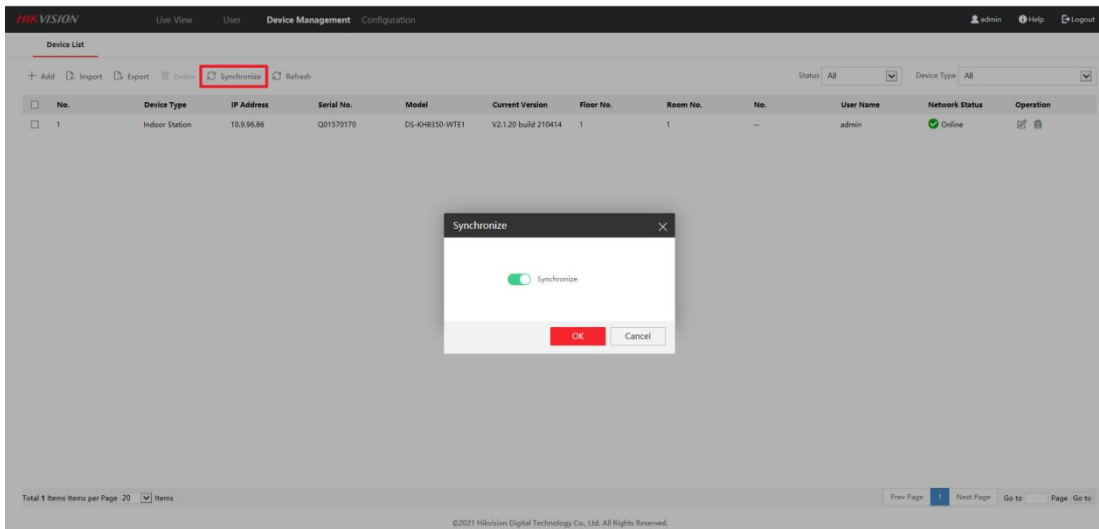 HIKVISION Live View User Device Management Configuration admin Help Logout
Device List
Add Import Export Delete Synchronize Refresh Status All Device Type All
No. Device Type IP Address Serial No. Model Current Version Floor No. Room No. No. User Name Network Status Operation
1 Indoor Station 10.9.96.86 Q01570170 DS-KH8350-WTE1 V2.1.20 build 210414 1 1 -- admin Online
Synchronize
Synchronize
OK Cancel
Total 1 Items Items per Page 20 Items Prev Page 1 Next Page Go to Page Go to
©2021 Hikvision Digital Technology Co., Ltd. All Rights Reserved.